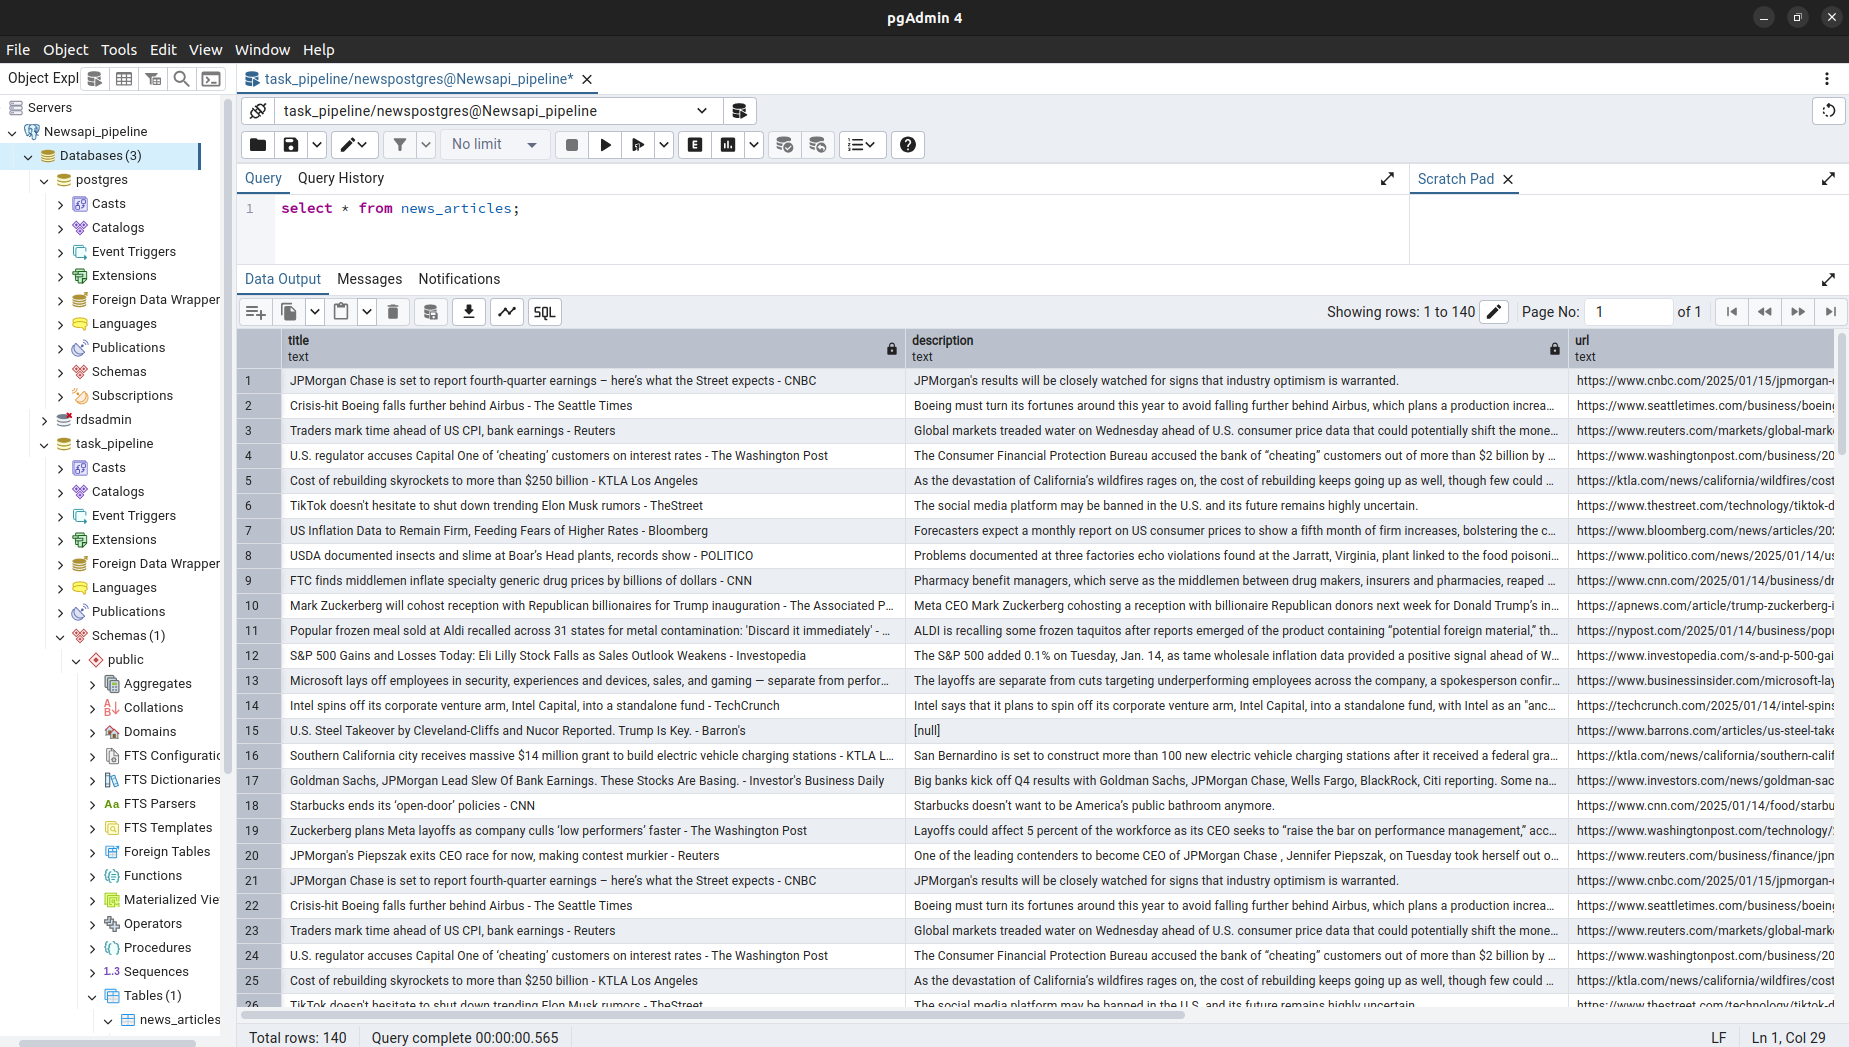 pgAdmin 4
File Object Tools Edit View Window Help
Object Expl
task_pipeline/newspostgres@Newsapi_pipeline*
task_pipeline/newspostgres@Newsapi_pipeline
No limit
E
Query Query History
Scratch Pad
1 select * from news_articles;
Servers
Newsapi_pipeline
Databases (3)
postgres
Casts
Catalogs
Event Triggers
Extensions
Foreign Data Wrapper
Languages
Publications
Schemas
Subscriptions
rdsadmin
task_pipeline
Casts
Catalogs
Event Triggers
Extensions
Foreign Data Wrapper
Languages
Publications
Schemas (1)
public
Aggregates
Collations
Domains
FTS Configuratio
FTS Dictionaries
Aa FTS Parsers
FTS Templates
Foreign Tables
Functions
Materialized Vie
Operators
Procedures
1..3 Sequences
Tables (1)
news_articles
Data Output Messages Notifications
SQL Showing rows: 1 to 140 Page No: 1 of 1
title description url
text text text
1 JPMorgan Chase is set to report fourth-quarter earnings – here’s what the Street expects - CNBC JPMorgan's results will be closely watched for signs that industry optimism is warranted. https://www.cnbc.com/2025/01/15/jpmorgan-c
2 Crisis-hit Boeing falls further behind Airbus - The Seattle Times Boeing must turn its fortunes around this year to avoid falling further behind Airbus, which plans a production increa... https://www.seattletimes.com/business/boeing
3 Traders mark time ahead of US CPI, bank earnings - Reuters Global markets treaded water on Wednesday ahead of U.S. consumer price data that could potentially shift the mone... https://www.reuters.com/markets/global-mark
4 U.S. regulator accuses Capital One of ‘cheating’ customers on interest rates - The Washington Post The Consumer Financial Protection Bureau accused the bank of “cheating” customers out of more than $2 billion by ... https://www.washingtonpost.com/business/20
5 Cost of rebuilding skyrockets to more than $250 billion - KTLA Los Angeles As the devastation of California’s wildfires rages on, the cost of rebuilding keeps going up as well, though few could ... https://ktla.com/news/california/wildfires/cost
6 TikTok doesn't hesitate to shut down trending Elon Musk rumors - TheStreet The social media platform may be banned in the U.S. and its future remains highly uncertain. https://www.thestreet.com/technology/tiktok-d
7 US Inflation Data to Remain Firm, Feeding Fears of Higher Rates - Bloomberg Forecasters expect a monthly report on US consumer prices to show a fifth month of firm increases, bolstering the c... https://www.bloomberg.com/news/articles/202
8 USDA documented insects and slime at Boar’s Head plants, records show - POLITICO Problems documented at three factories echo violations found at the Jarratt, Virginia, plant linked to the food poisoni... https://www.politico.com/news/2025/01/14/us
9 FTC finds middlemen inflate specialty generic drug prices by billions of dollars - CNN Pharmacy benefit managers, which serve as the middlemen between drug makers, insurers and pharmacies, reaped ... https://www.cnn.com/2025/01/14/business/dr
10 Mark Zuckerberg will cohost reception with Republican billionaires for Trump inauguration - The Associated P... Meta CEO Mark Zuckerberg cohosting a reception with billionaire Republican donors next week for Donald Trump’s in... https://apnews.com/article/trump-zuckerberg-i
11 Popular frozen meal sold at Aldi recalled across 31 states for metal contamination: 'Discard it immediately' - ... ALDI is recalling some frozen taquitos after reports emerged of the product containing “potential foreign material,” th... https://nypost.com/2025/01/14/business/popu
12 S&P 500 Gains and Losses Today: Eli Lilly Stock Falls as Sales Outlook Weakens - Investopedia The S&P 500 added 0.1% on Tuesday, Jan. 14, as tame wholesale inflation data provided a positive signal ahead of W... https://www.investopedia.com/s-and-p-500-gai
13 Microsoft lays off employees in security, experiences and devices, sales, and gaming — separate from perfor... The layoffs are separate from cuts targeting underperforming employees across the company, a spokesperson confir... https://www.businessinsider.com/microsoft-lay
14 Intel spins off its corporate venture arm, Intel Capital, into a standalone fund - TechCrunch Intel says that it plans to spin off its corporate venture arm, Intel Capital, into a standalone fund, with Intel as an "anc... https://techcrunch.com/2025/01/14/intel-spins
15 U.S. Steel Takeover by Cleveland-Cliffs and Nucor Reported. Trump Is Key. - Barron's [null] https://www.barrons.com/articles/us-steel-take
16 Southern California city receives massive $14 million grant to build electric vehicle charging stations - KTLA L... San Bernardino is set to construct more than 100 new electric vehicle charging stations after it received a federal gra... https://ktla.com/news/california/southern-calif
17 Goldman Sachs, JPMorgan Lead Slew Of Bank Earnings. These Stocks Are Basing. - Investor's Business Daily Big banks kick off Q4 results with Goldman Sachs, JPMorgan Chase, Wells Fargo, BlackRock, Citi reporting. Some na... https://www.investors.com/news/goldman-sac
18 Starbucks ends its ‘open-door’ policies - CNN Starbucks doesn’t want to be America’s public bathroom anymore. https://www.cnn.com/2025/01/14/food/starbu
19 Zuckerberg plans Meta layoffs as company culls ‘low performers’ faster - The Washington Post Layoffs could affect 5 percent of the workforce as its CEO seeks to “raise the bar on performance management,” acc... https://www.washingtonpost.com/technology/
20 JPMorgan's Piepszak exits CEO race for now, making contest murkier - Reuters One of the leading contenders to become CEO of JPMorgan Chase , Jennifer Piepszak, on Tuesday took herself out o... https://www.reuters.com/business/finance/jpm
21 JPMorgan Chase is set to report fourth-quarter earnings – here’s what the Street expects - CNBC JPMorgan's results will be closely watched for signs that industry optimism is warranted. https://www.cnbc.com/2025/01/15/jpmorgan-c
22 Crisis-hit Boeing falls further behind Airbus - The Seattle Times Boeing must turn its fortunes around this year to avoid falling further behind Airbus, which plans a production increa... https://www.seattletimes.com/business/boeing
23 Traders mark time ahead of US CPI, bank earnings - Reuters Global markets treaded water on Wednesday ahead of U.S. consumer price data that could potentially shift the mone... https://www.reuters.com/markets/global-mark
24 U.S. regulator accuses Capital One of ‘cheating’ customers on interest rates - The Washington Post The Consumer Financial Protection Bureau accused the bank of “cheating” customers out of more than $2 billion by ... https://www.washingtonpost.com/business/20
25 Cost of rebuilding skyrockets to more than $250 billion - KTLA Los Angeles As the devastation of California’s wildfires rages on, the cost of rebuilding keeps going up as well, though few could ... https://ktla.com/news/california/wildfires/cost
26 TikTok doesn't hesitate to shut down trending Elon Musk rumors - TheStreet The social media platform may be banned in the U.S. and its future remains highly uncertain. https://www.thestreet.com/technology/tiktok-d
Total rows: 140 Query complete 00:00:00.565 LF Ln 1, Col 29